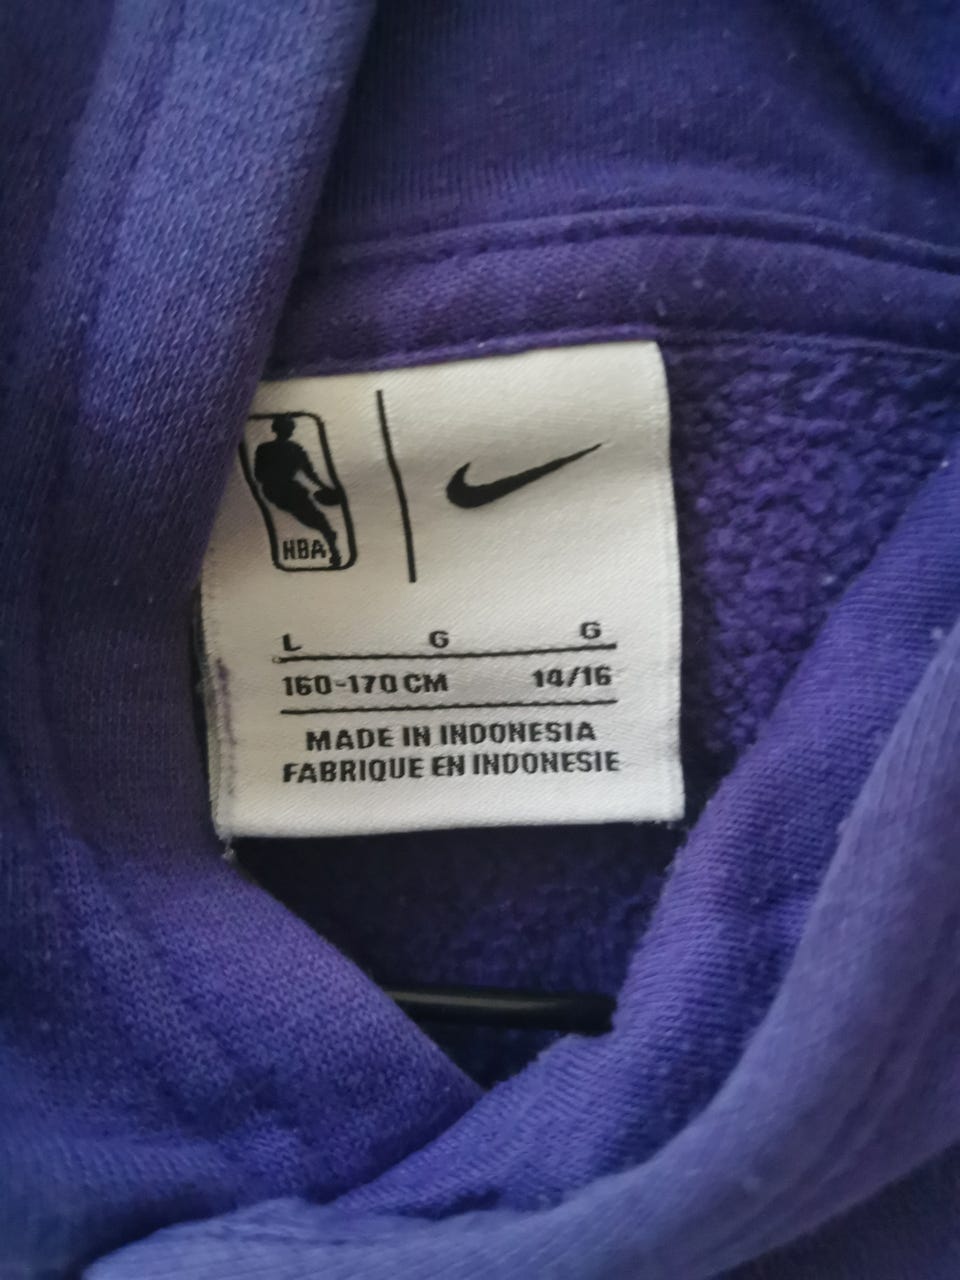 NBA
L G G
160-170 CM 14/16
MADE IN INDONESIA
FABRIQUE EN INDONESIE